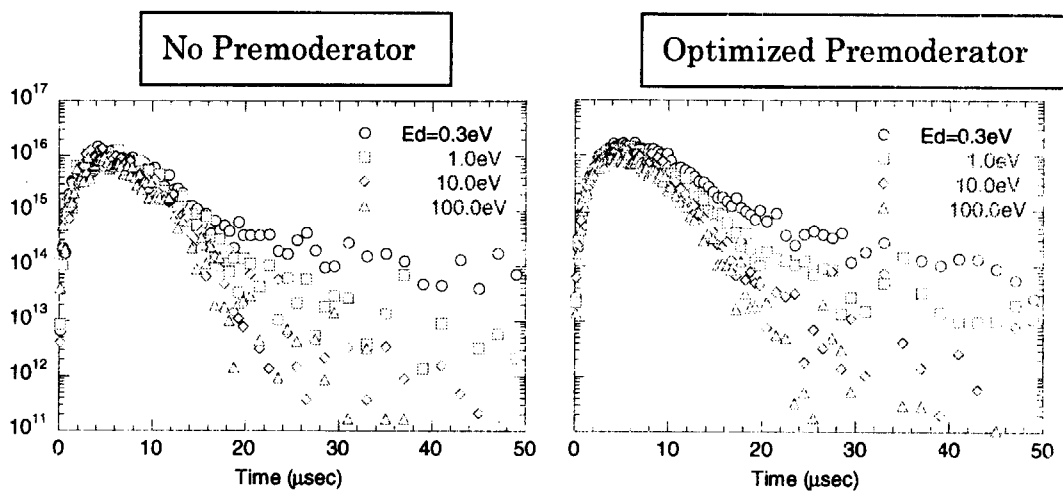 No Premoderator
Optimized Premoderator
10^17
10^16
10^15
10^14
10^13
10^12
10^11
Ed=0.3eV
1.0eV
10.0eV
100.0eV
0 10 20 30 40 50
Time (μsec)
Ed=0.3eV
1.0eV
10.0eV
100.0eV
0 10 20 30 40 50
Time (μsec)